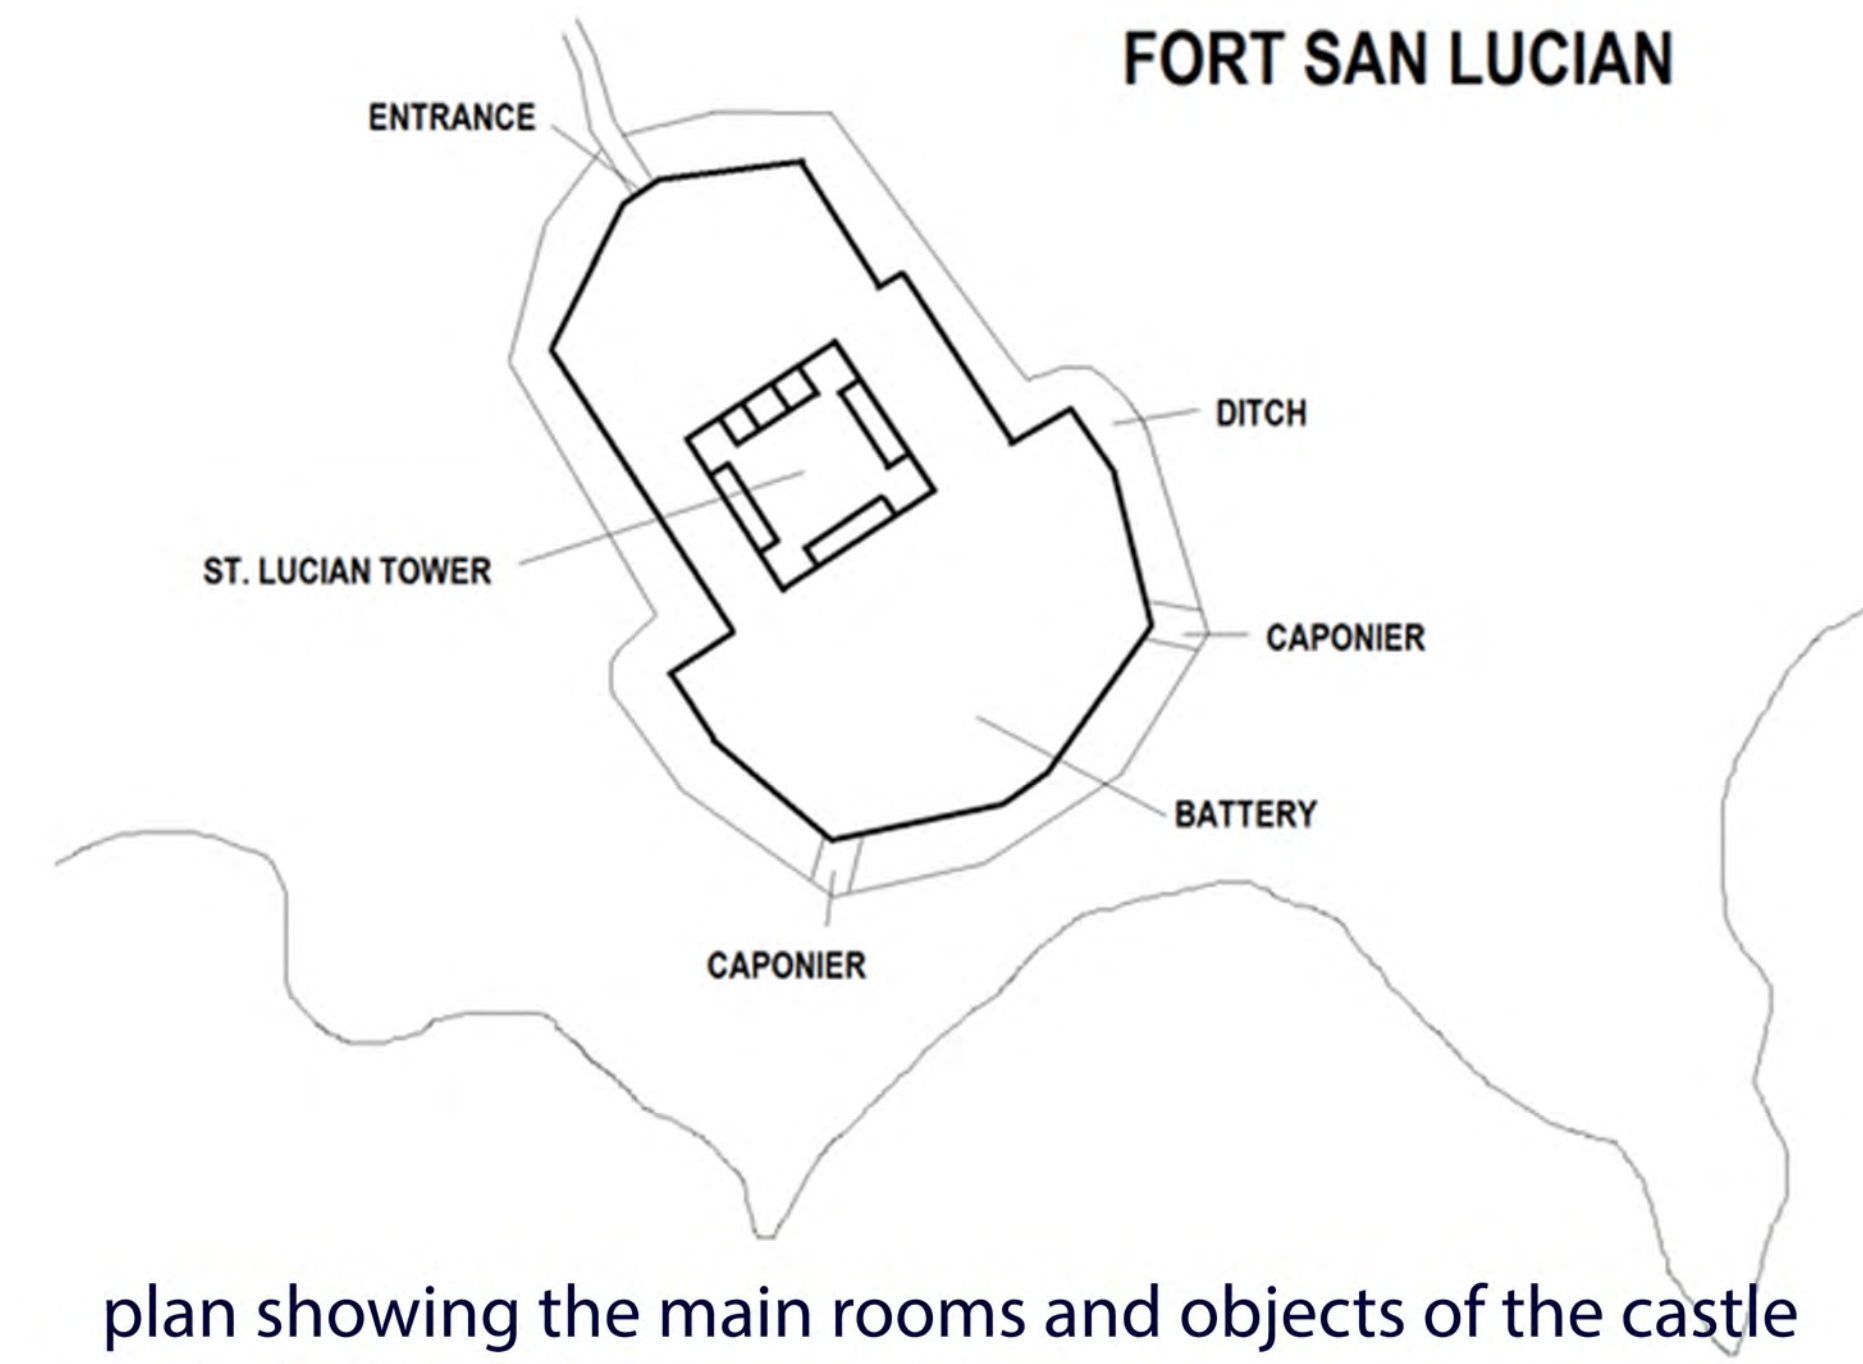 FORT SAN LUCIAN
ENTRANCE
DITCH
ST. LUCIAN TOWER
CAPONIER
BATTERY
CAPONIER
plan showing the main rooms and objects of the castle